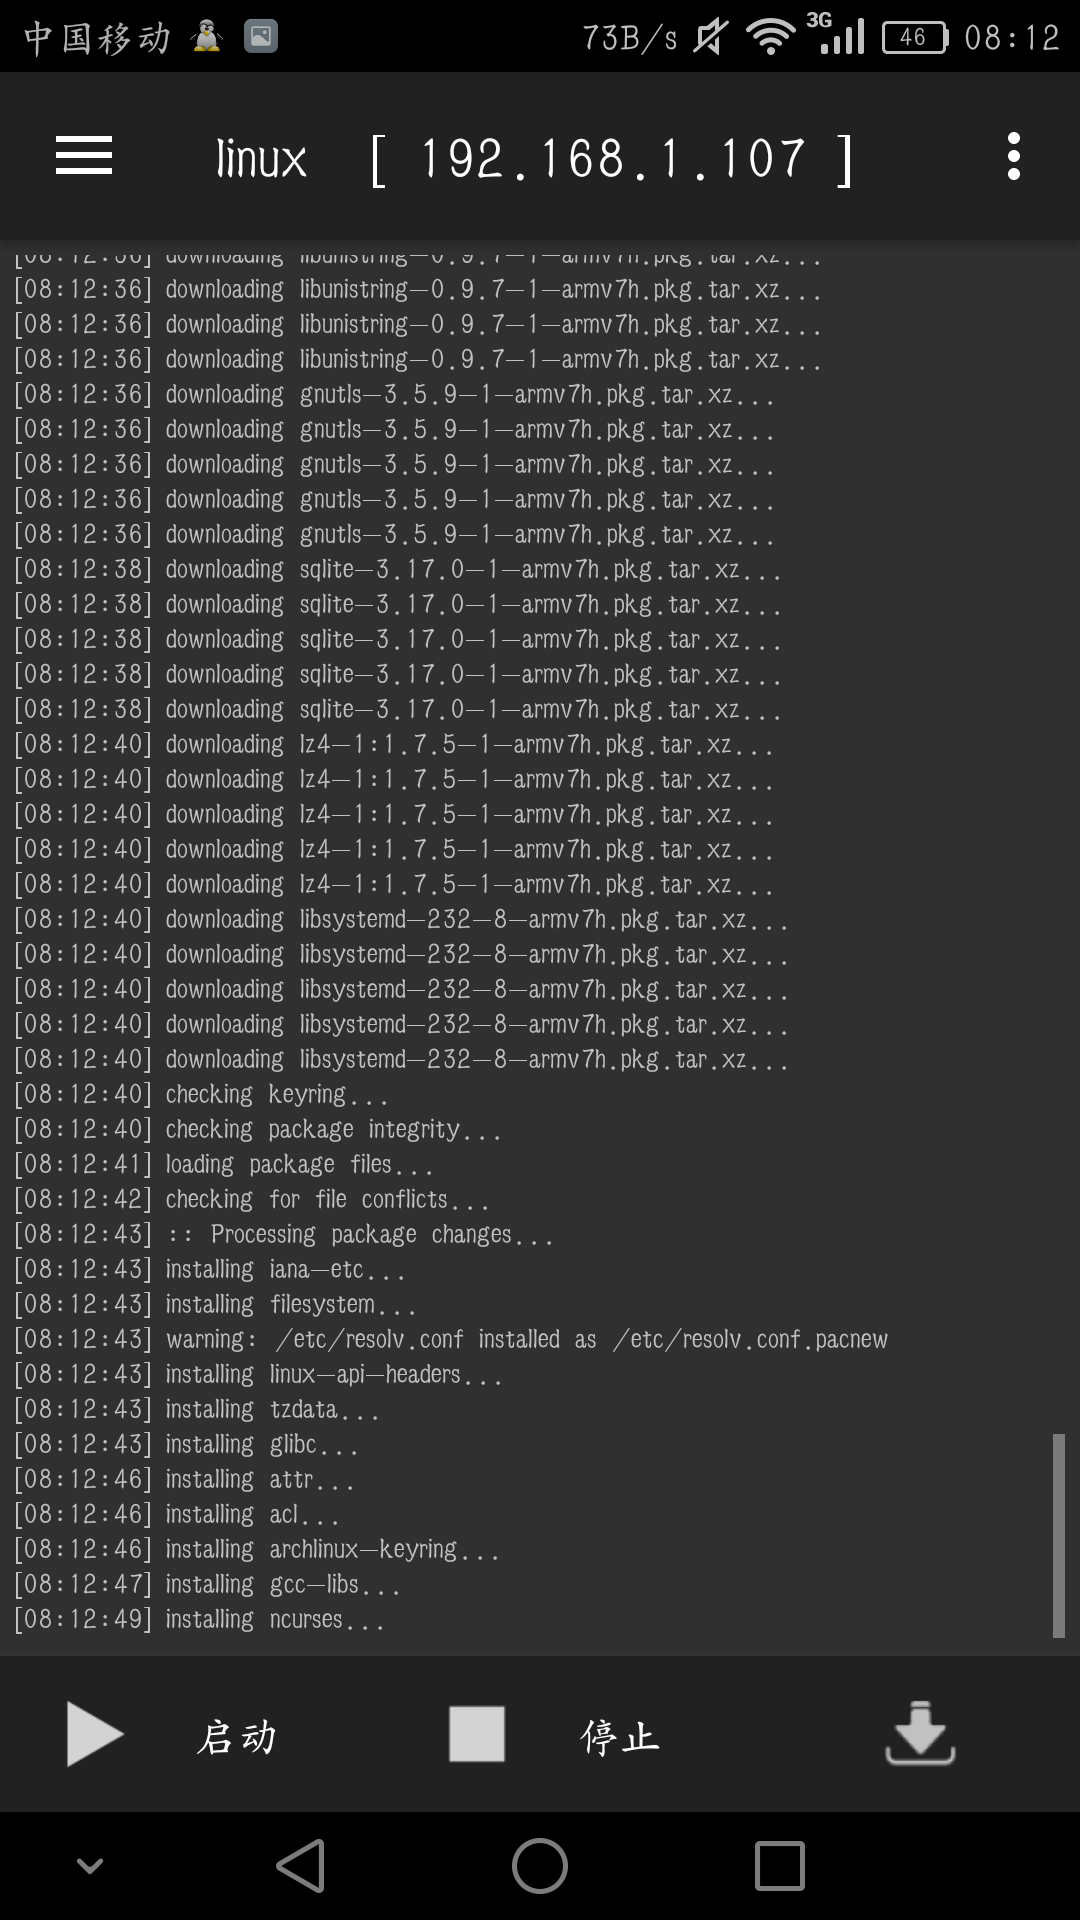 中国移动 73B/s 3G 46 08:12
linux [ 192.168.1.107 ]
[08:12:36] downloading libunistring-0.9.7-1-armv7h.pkg.tar.xz...
[08:12:36] downloading libunistring-0.9.7-1-armv7h.pkg.tar.xz...
[08:12:36] downloading libunistring-0.9.7-1-armv7h.pkg.tar.xz...
[08:12:36] downloading libunistring-0.9.7-1-armv7h.pkg.tar.xz...
[08:12:36] downloading gnutls-3.5.9-1-armv7h.pkg.tar.xz...
[08:12:36] downloading gnutls-3.5.9-1-armv7h.pkg.tar.xz...
[08:12:36] downloading gnutls-3.5.9-1-armv7h.pkg.tar.xz...
[08:12:36] downloading gnutls-3.5.9-1-armv7h.pkg.tar.xz...
[08:12:36] downloading gnutls-3.5.9-1-armv7h.pkg.tar.xz...
[08:12:38] downloading sqlite-3.17.0-1-armv7h.pkg.tar.xz...
[08:12:38] downloading sqlite-3.17.0-1-armv7h.pkg.tar.xz...
[08:12:38] downloading sqlite-3.17.0-1-armv7h.pkg.tar.xz...
[08:12:38] downloading sqlite-3.17.0-1-armv7h.pkg.tar.xz...
[08:12:38] downloading sqlite-3.17.0-1-armv7h.pkg.tar.xz...
[08:12:40] downloading lz4-1:1.7.5-1-armv7h.pkg.tar.xz...
[08:12:40] downloading lz4-1:1.7.5-1-armv7h.pkg.tar.xz...
[08:12:40] downloading lz4-1:1.7.5-1-armv7h.pkg.tar.xz...
[08:12:40] downloading lz4-1:1.7.5-1-armv7h.pkg.tar.xz...
[08:12:40] downloading lz4-1:1.7.5-1-armv7h.pkg.tar.xz...
[08:12:40] downloading libsystemd-232-8-armv7h.pkg.tar.xz...
[08:12:40] downloading libsystemd-232-8-armv7h.pkg.tar.xz...
[08:12:40] downloading libsystemd-232-8-armv7h.pkg.tar.xz...
[08:12:40] downloading libsystemd-232-8-armv7h.pkg.tar.xz...
[08:12:40] downloading libsystemd-232-8-armv7h.pkg.tar.xz...
[08:12:40] checking keyring...
[08:12:40] checking package integrity...
[08:12:41] loading package files...
[08:12:42] checking for file conflicts...
[08:12:43] :: Processing package changes...
[08:12:43] installing iana-etc...
[08:12:43] installing filesystem...
[08:12:43] warning: /etc/resolv.conf installed as /etc/resolv.conf.pacnew
[08:12:43] installing linux-api-headers...
[08:12:43] installing tzdata...
[08:12:43] installing glibc...
[08:12:46] installing attr...
[08:12:46] installing acl...
[08:12:46] installing archlinux-keyring...
[08:12:47] installing gcc-libs...
[08:12:49] installing ncurses...
启动 停止